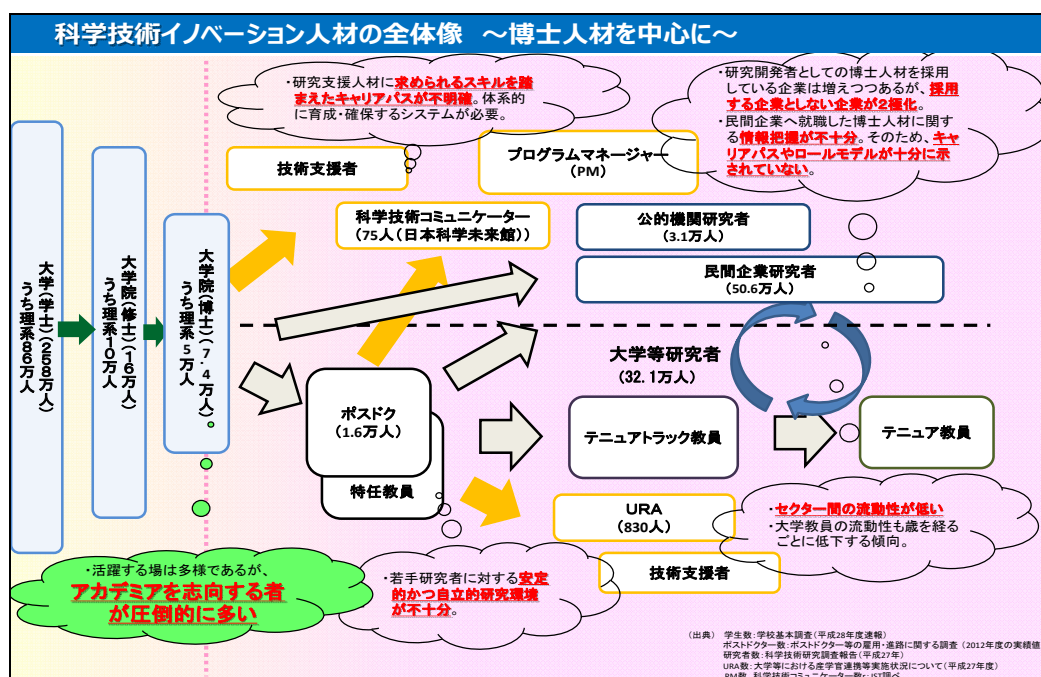 科学技術イノベーション人材の全体像　～博士人材を中心に～
・研究支援人材に求められるスキルを踏
まえたキャリアパスが不明確。体系的
に育成・確保するシステムが必要。
・研究開発者としての博士人材を採用
している企業は増えつつあるが、採用
する企業としない企業が２極化。
・民間企業へ就職した博士人材に関す
る情報把握が不十分。そのため、キャ
リアパスやロールモデルが十分に示
されていない。
技術支援者
プログラムマネージャー
（PM）
科学技術コミュニケーター
（75人（日本科学未来館））
公的機関研究者
（3.1万人）
民間企業研究者
（50.6万人）
大学（学士）（２５８万人）
うち理系８６万人
大学院（修士）（１６万人）
うち理系１０万人
大学院（博士）（７.４万人）、
うち理系５万人
大学等研究者
（32.1万人）
ポスドク
（1.6万人）
特任教員
テニュアトラック教員
テニュア教員
URA
（830人）
技術支援者
・セクター間の流動性が低い
・大学教員の流動性も歳を経る
ごとに低下する傾向。
・活躍する場は多様であるが、
アカデミアを志向する者
が圧倒的に多い
・若手研究者に対する安定
的かつ自立的研究環境
が不十分。
（出典）　学生数：学校基本調査（平成28年度速報）
ポストドクター数：ポストドクター等の雇用・進路に関する調査（2012年度の実績値
研究者数：科学技術研究調査報告（平成27年）
URA数：大学等における産学官連携等実施状況について（平成27年度）
PM数、科学技術コミュニケーター数：JST調べ